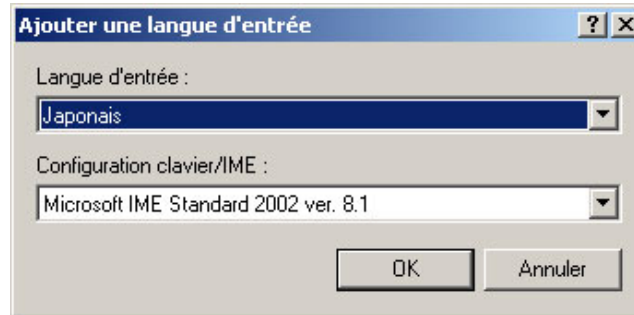 Ajouter une langue d'entrée
Langue d'entrée :
Japonais
Configuration clavier/IME :
Microsoft IME Standard 2002 ver. 8.1
OK Annuler